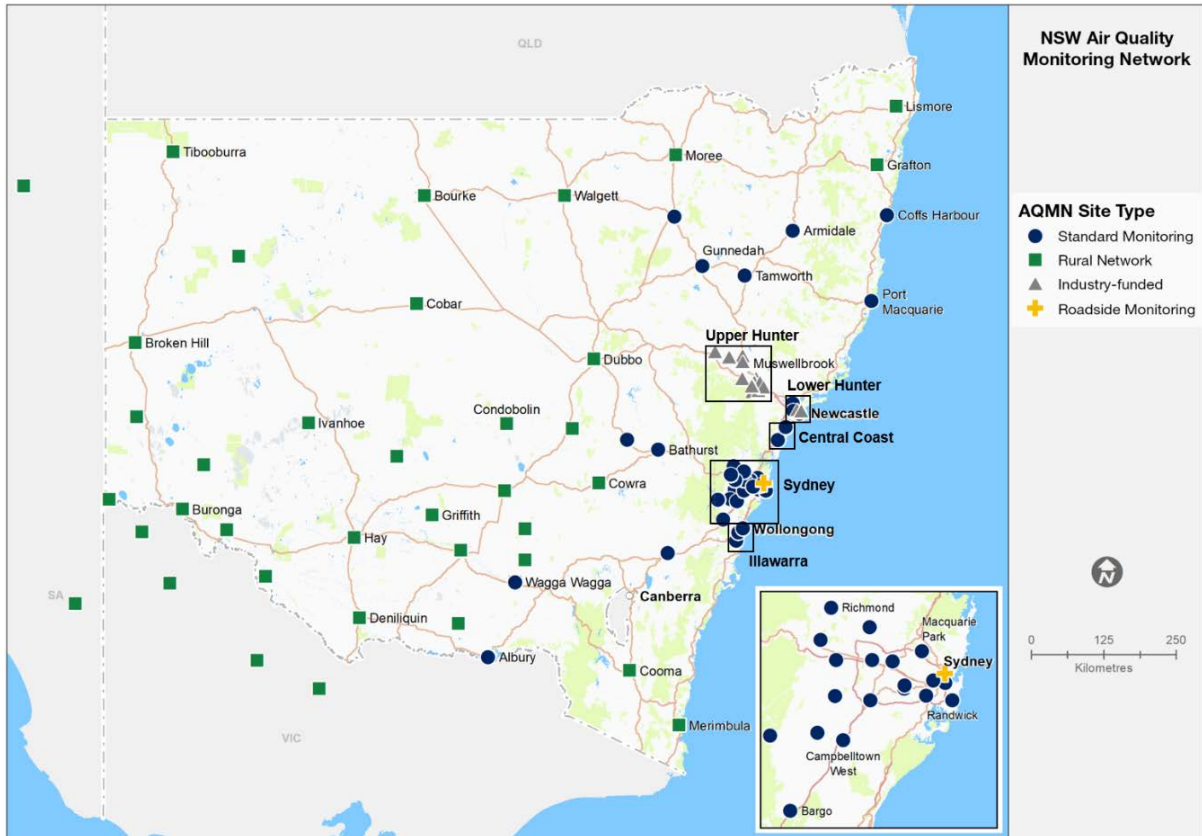 NSW Air Quality
Monitoring Network
AQMN Site Type
Standard Monitoring
Rural Network
Industry-funded
Roadside Monitoring
N
0 125 250
Kilometres
QLD
Lismore
Tibooburra
Moree
Grafton
Bourke
Walgett
Coffs Harbour
Armidale
Gunnedah
Tamworth
Cobar
Port
Macquarie
Upper Hunter
Broken Hill
Dubbo
Muswellbrook
Lower Hunter
Condobolin
Newcastle
Ivanhoe
Central Coast
Bathurst
Cowra
Sydney
Buronga
Griffith
Wollongong
Hay
Illawarra
Wagga Wagga
SA
Canberra
Deniliquin
Albury
Cooma
Merimbula
VIC
Richmond
Macquarie
Park
Sydney
Randwick
Campbelltown
West
Bargo